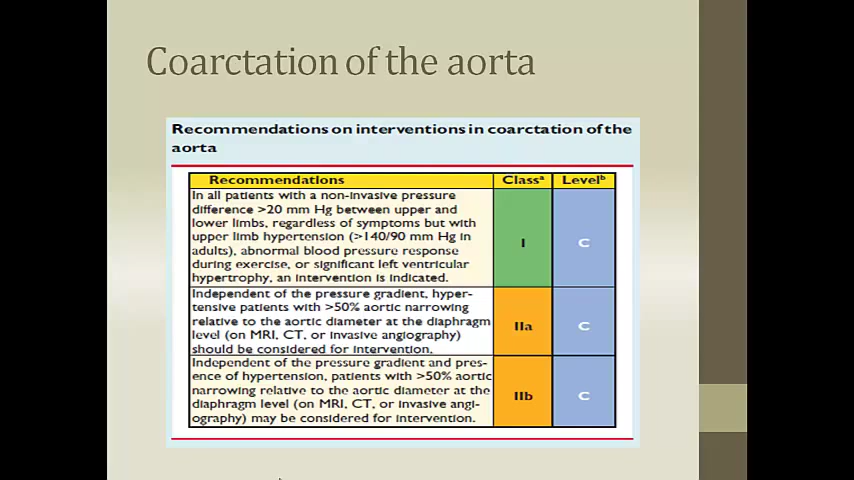 Coarctation of the aorta
Recommendations on interventions in coarctation of the
aorta
Recommendations Classᵃ Levelᵇ
In all patients with a non-invasive pressure
difference >20 mm Hg between upper and
lower limbs, regardless of symptoms but with
upper limb hypertension (>140/90 mm Hg in
adults), abnormal blood pressure response
during exercise, or significant left ventricular
hypertrophy, an intervention is indicated.
I C
Independent of the pressure gradient, hyper-
tensive patients with >50% aortic narrowing
relative to the aortic diameter at the diaphragm
level (on MRI, CT, or invasive angiography)
should be considered for intervention.
IIa C
Independent of the pressure gradient and pres-
ence of hypertension, patients with >50% aortic
narrowing relative to the aortic diameter at the
diaphragm level (on MRI, CT, or invasive angi-
ography) may be considered for intervention.
IIb C